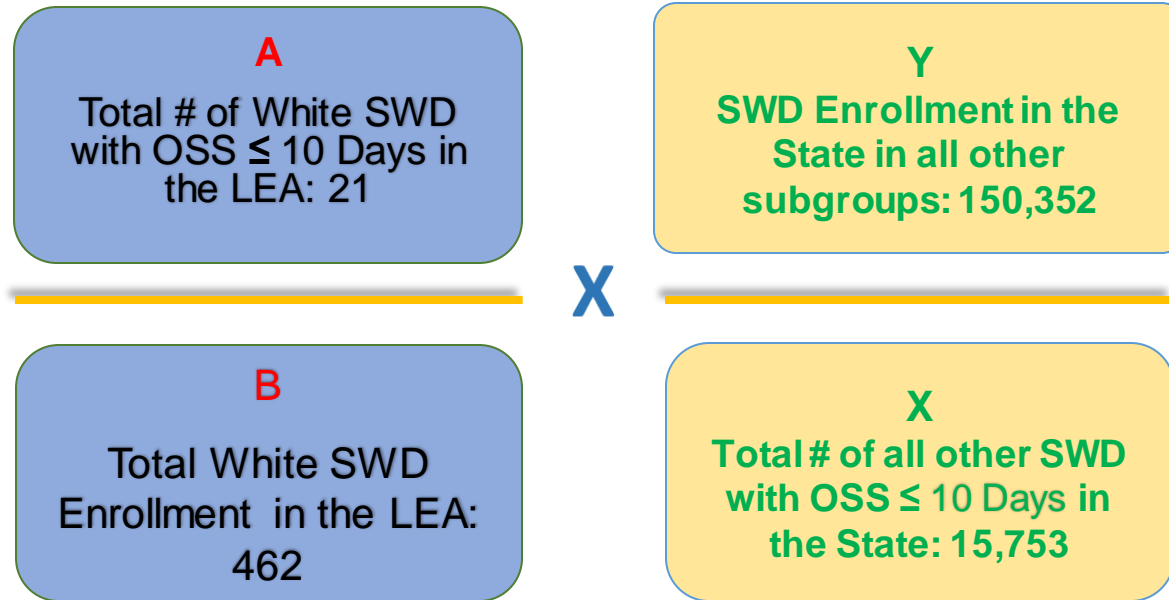 A
Total # of White SWD
with OSS ≤ 10 Days in
the LEA: 21
Y
SWD Enrollment in the
State in all other
subgroups: 150,352
X
B
Total White SWD
Enrollment in the LEA:
462
X
Total # of all other SWD
with OSS ≤ 10 Days in
the State: 15,753